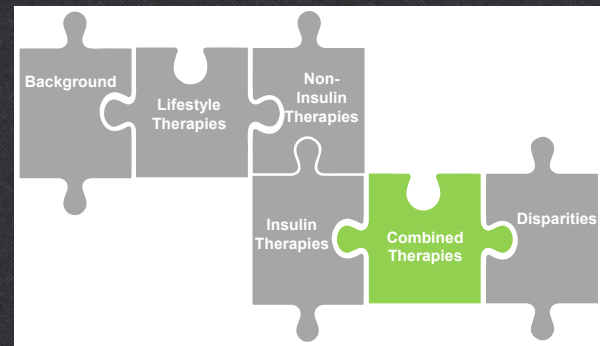 Background
Lifestyle
Therapies
Non-
Insulin
Therapies
Insulin
Therapies
Combined
Therapies
Disparities